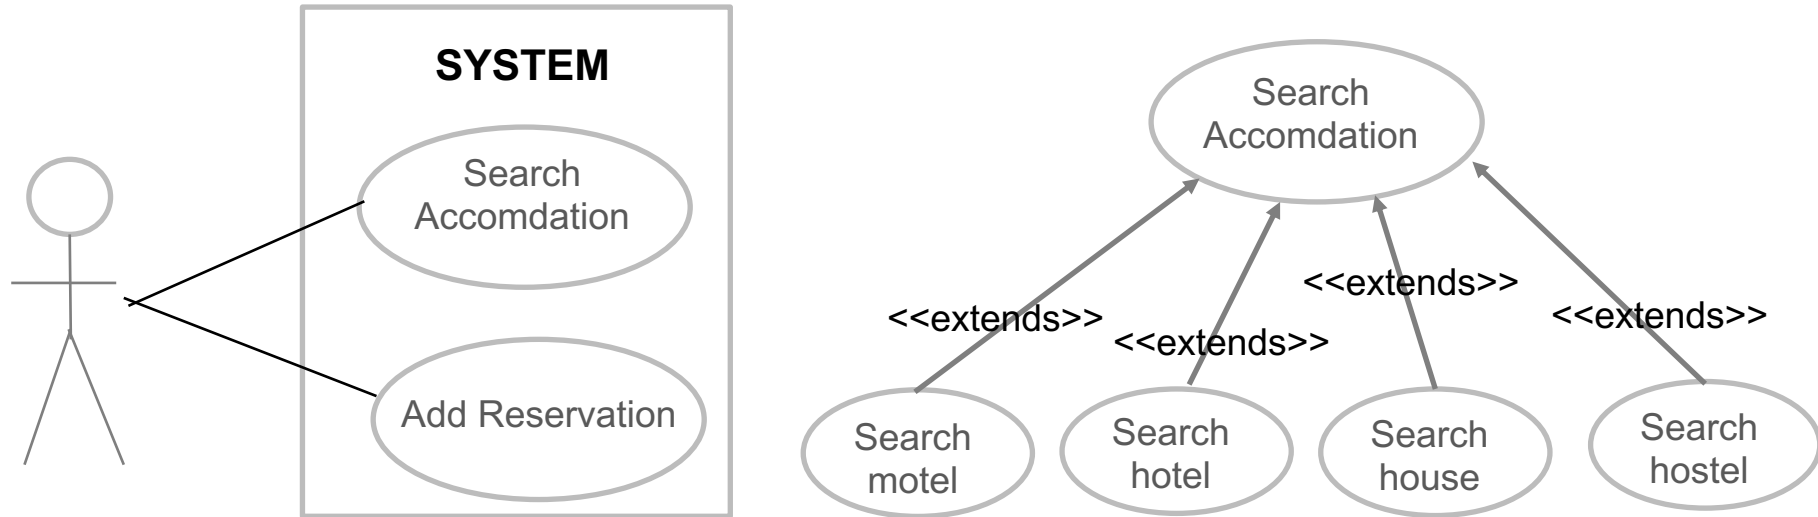 SYSTEM
Search
Accomdation
Add Reservation
Search
Accomdation
<<extends>>
<<extends>>
<<extends>>
<<extends>>
Search
motel
Search
hotel
Search
house
Search
hostel